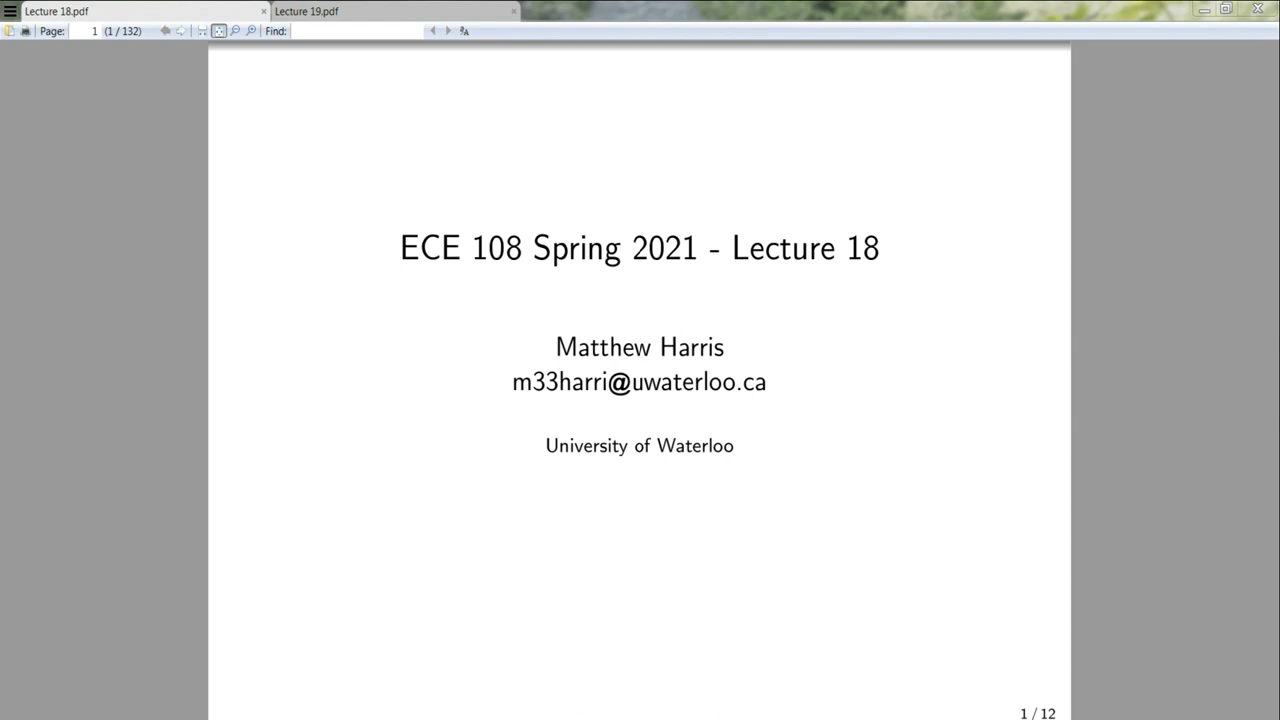 Lecture 18.pdf
Lecture 19.pdf
Page: 1 (1 / 132) Find:
ECE 108 Spring 2021 - Lecture 18
Matthew Harris
m33harri@uwaterloo.ca
University of Waterloo
1 / 12